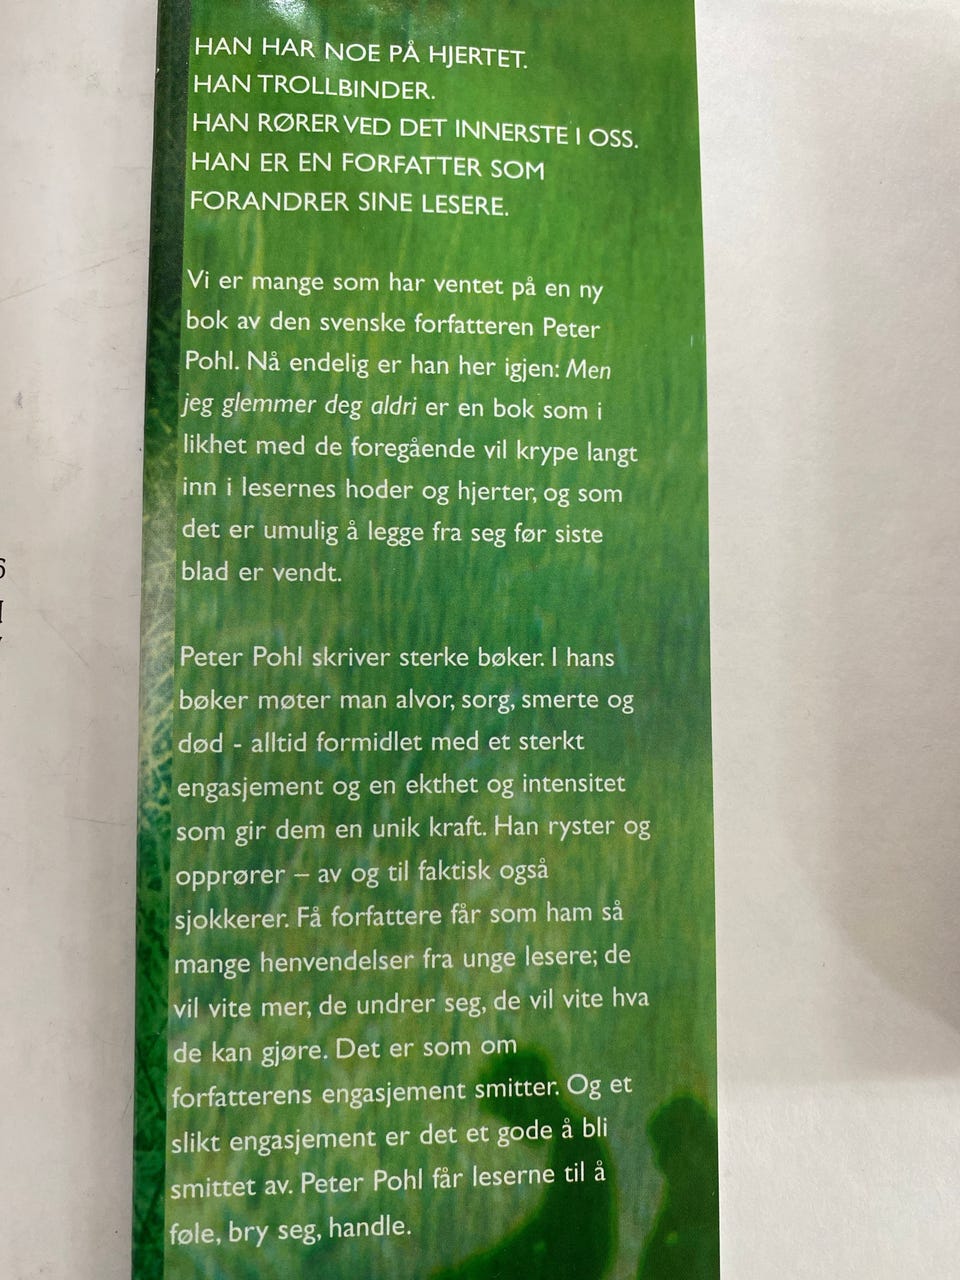 HAN HAR NOE PÅ HJERTET.
HAN TROLLBINDER.
HAN RØRER VED DET INNERSTE I OSS.
HAN ER EN FORFATTER SOM
FORANDRER SINE LESERE.
Vi er mange som har ventet på en ny
bok av den svenske forfatteren Peter
Pohl. Nå endelig er han her igjen: Men
jeg glemmer deg aldri er en bok som i
likhet med de foregående vil krype langt
inn i lesernes hoder og hjerter, og som
det er umulig å legge fra seg før siste
blad er vendt.
Peter Pohl skriver sterke bøker. I hans
bøker møter man alvor, sorg, smerte og
død - alltid formidlet med et sterkt
engasjement og en ekthet og intensitet
som gir dem en unik kraft. Han ryster og
opprører – av og til faktisk også
sjokkerer. Få forfattere får som ham så
mange henvendelser fra unge lesere; de
vil vite mer, de undrer seg, de vil vite hva
de kan gjøre. Det er som om
forfatterens engasjement smitter. Og et
slikt engasjement er det et gode å bli
smittet av. Peter Pohl får leserne til å
føle, bry seg, handle.